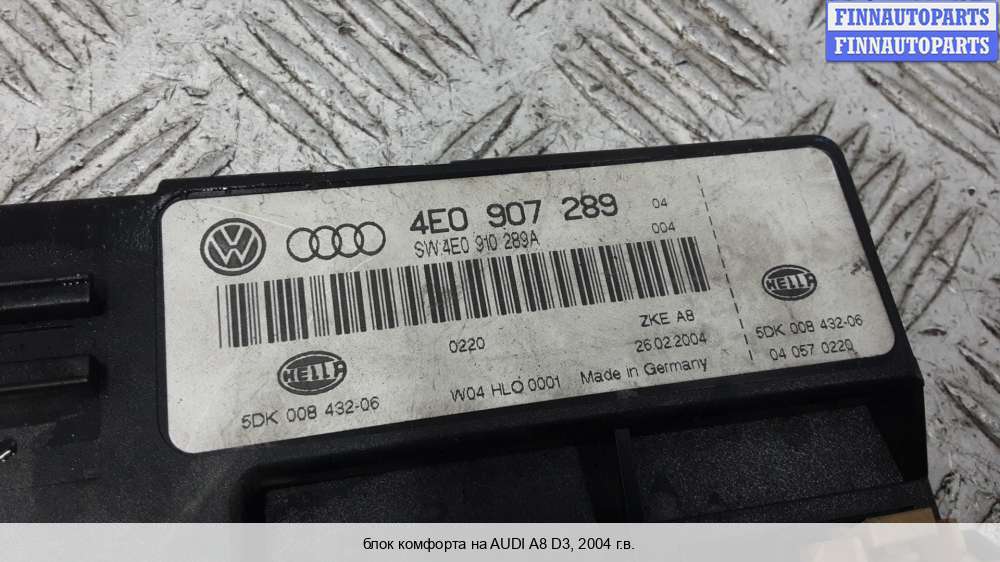 FINNAUTOPARTS
FINNAUTOPARTS
4E0 907 289 04
SW:4E0 910 289A 004
0220
ZKE A8
26.02.2004
W04 HLO 0001 Made in Germany
HELLA
5DK 008 432-06
HELLA
5DK 008 432-06
04 057 0220
блок комфорта на AUDI A8 D3, 2004 г.в.